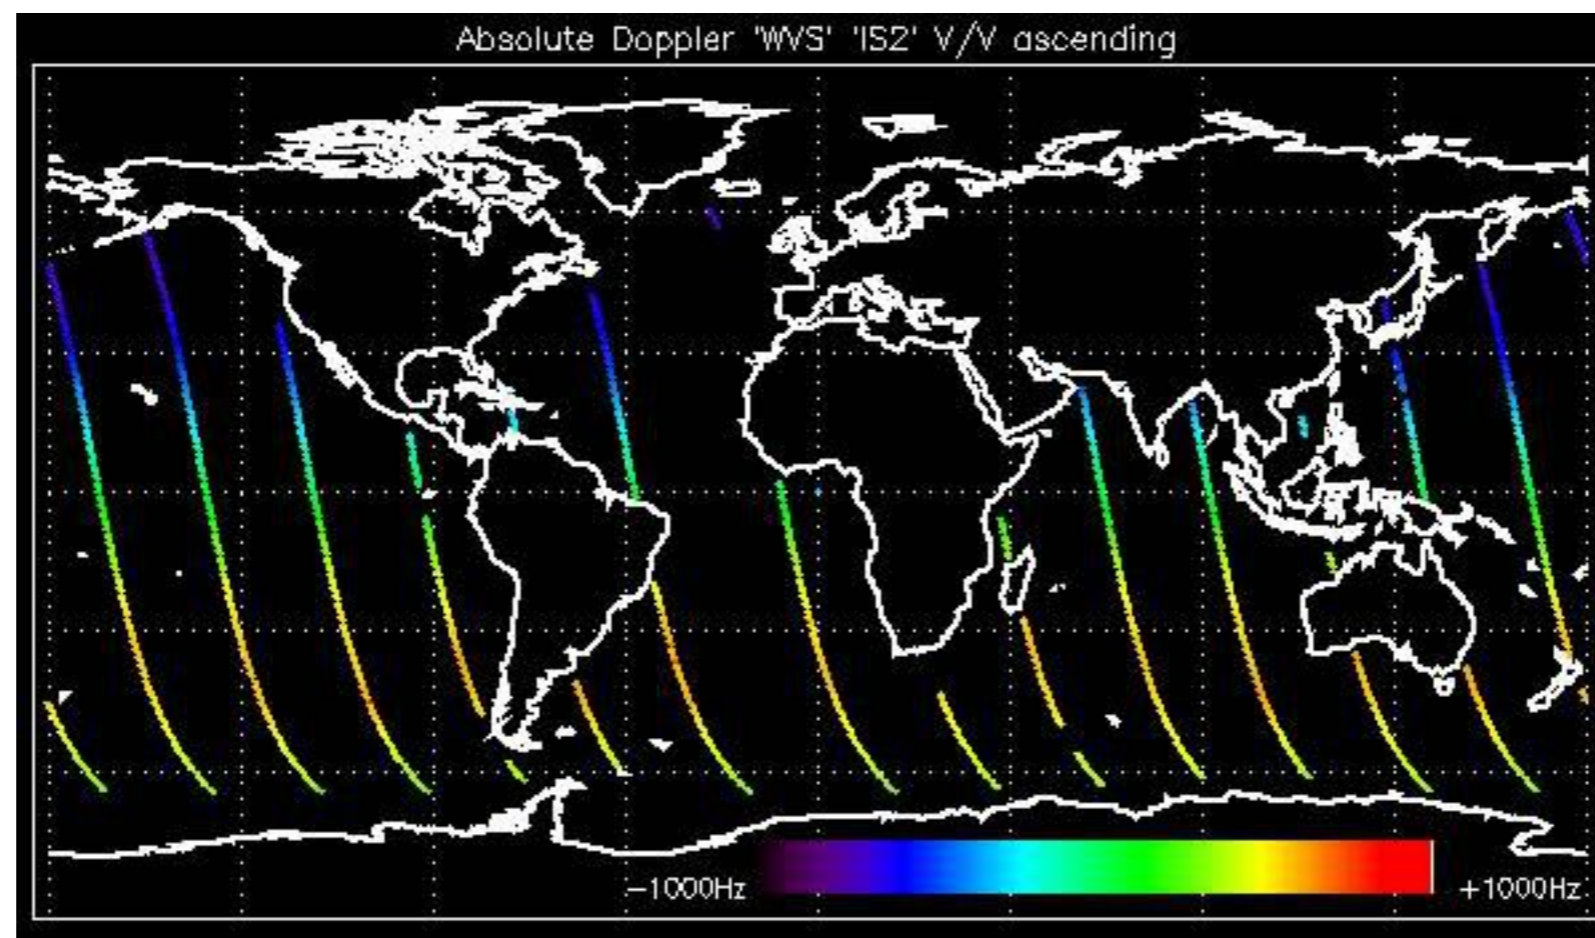 Absolute Doppler 'WVS' 'IS2' V/V ascending
−1000Hz +1000Hz